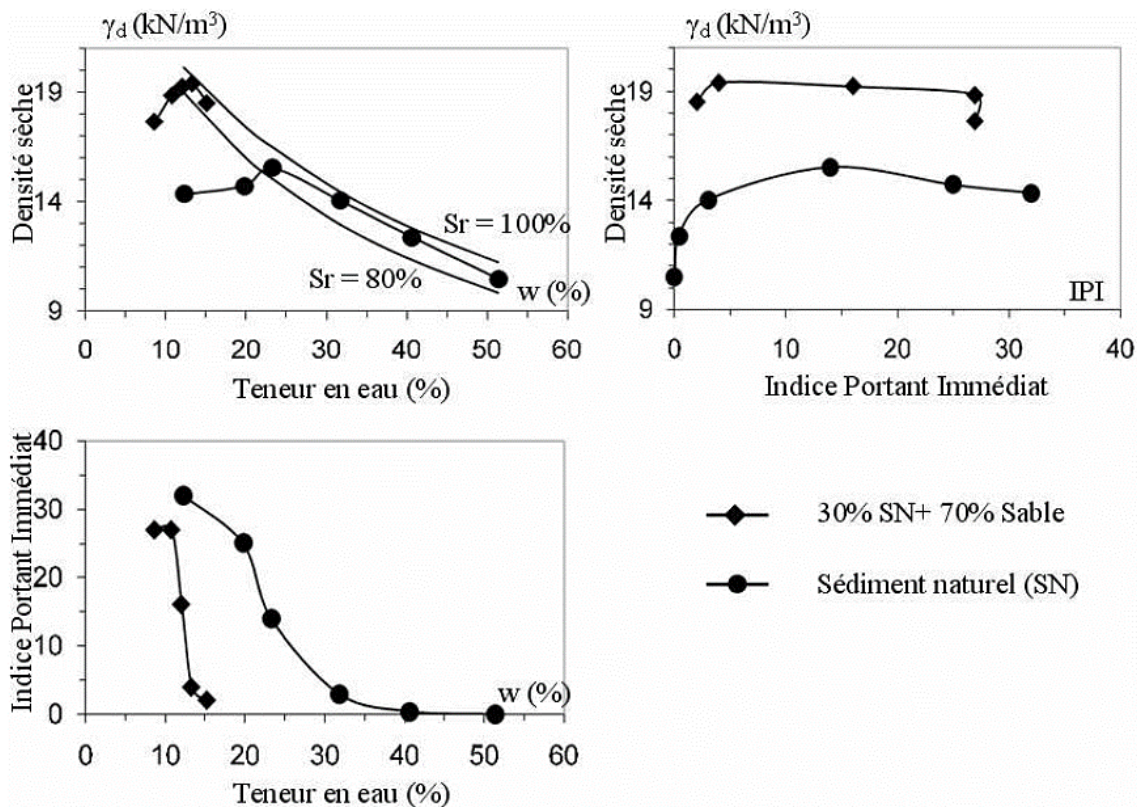 γd (kN/m³)
Densité sèche
19
14
9
Sr = 100%
Sr = 80%
w (%)
0 10 20 30 40 50 60
Teneur en eau (%)
γd (kN/m³)
Densité sèche
19
14
9
IPI
0 10 20 30 40
Indice Portant Immédiat
Indice Portant Immédiat
40
30
20
10
0
w (%)
0 10 20 30 40 50 60
Teneur en eau (%)
30% SN+ 70% Sable
Sédiment naturel (SN)